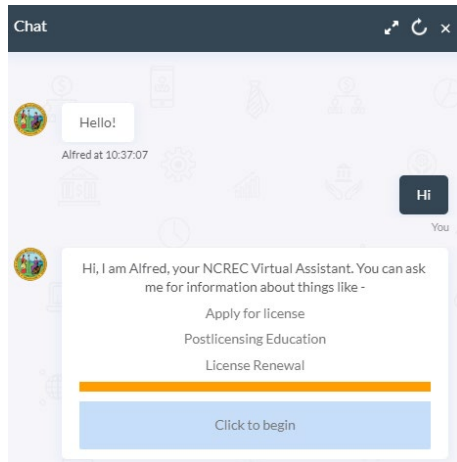 Chat
Hello!
Alfred at 10:37:07
Hi
You
Hi, I am Alfred, your NCREC Virtual Assistant. You can ask
me for information about things like -
Apply for license
Postlicensing Education
License Renewal
Click to begin